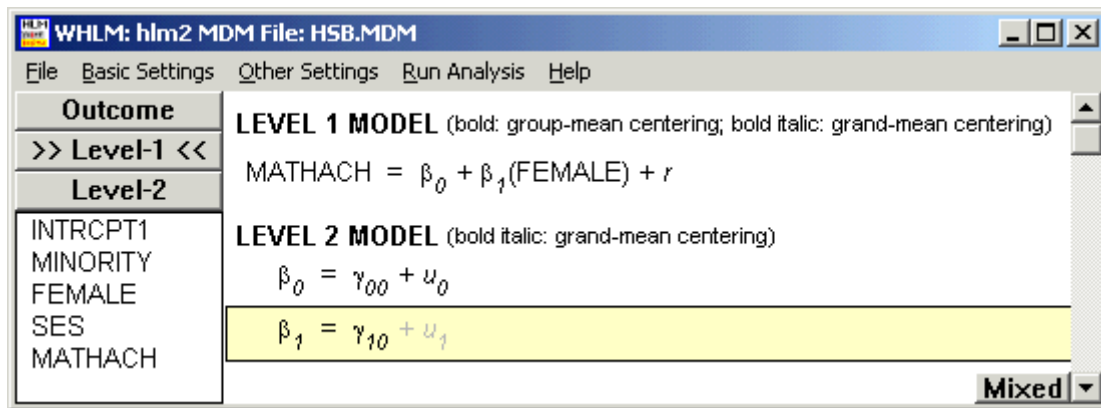 WHLM: hlm2 MDM File: HSB.MDM
File Basic Settings Other Settings Run Analysis Help
Outcome
>> Level-1 <<
Level-2
INTRCPT1
MINORITY
FEMALE
SES
MATHACH
LEVEL 1 MODEL (bold: group-mean centering; bold italic: grand-mean centering)
MATHACH = β₀ + β₁(FEMALE) + r
LEVEL 2 MODEL (bold italic: grand-mean centering)
β₀ = γ₀₀ + u₀
β₁ = γ₁₀ + u₁
Mixed